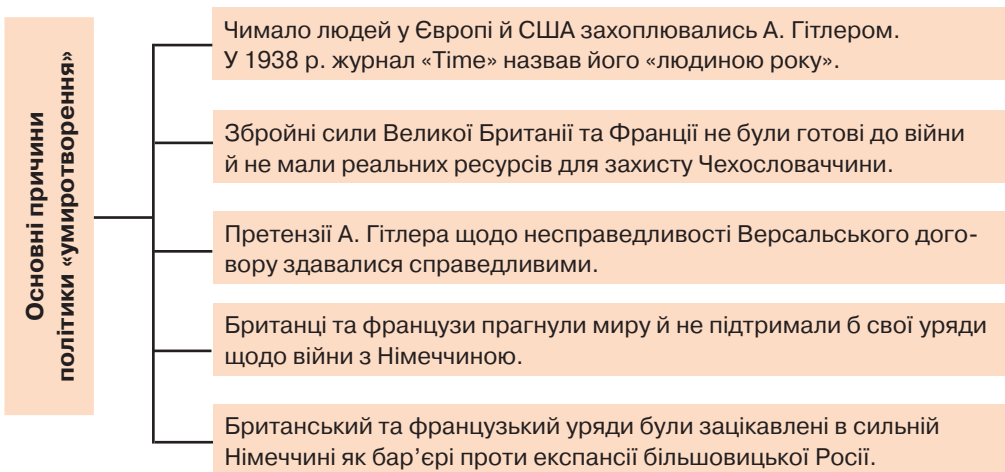 Основні причини
політики «умиротворення»
Чимало людей у Європі й США захоплювались А. Гітлером.
У 1938 р. журнал «Time» назвав його «людиною року».
Збройні сили Великої Британії та Франції не були готові до війни
й не мали реальних ресурсів для захисту Чехословаччини.
Претензії А. Гітлера щодо несправедливості Версальського дого-
вору здавалися справедливими.
Британці та французи прагнули миру й не підтримали б свої уряди
щодо війни з Німеччиною.
Британський та французький уряди були зацікавлені в сильній
Німеччині як бар’єрі проти експансії більшовицької Росії.